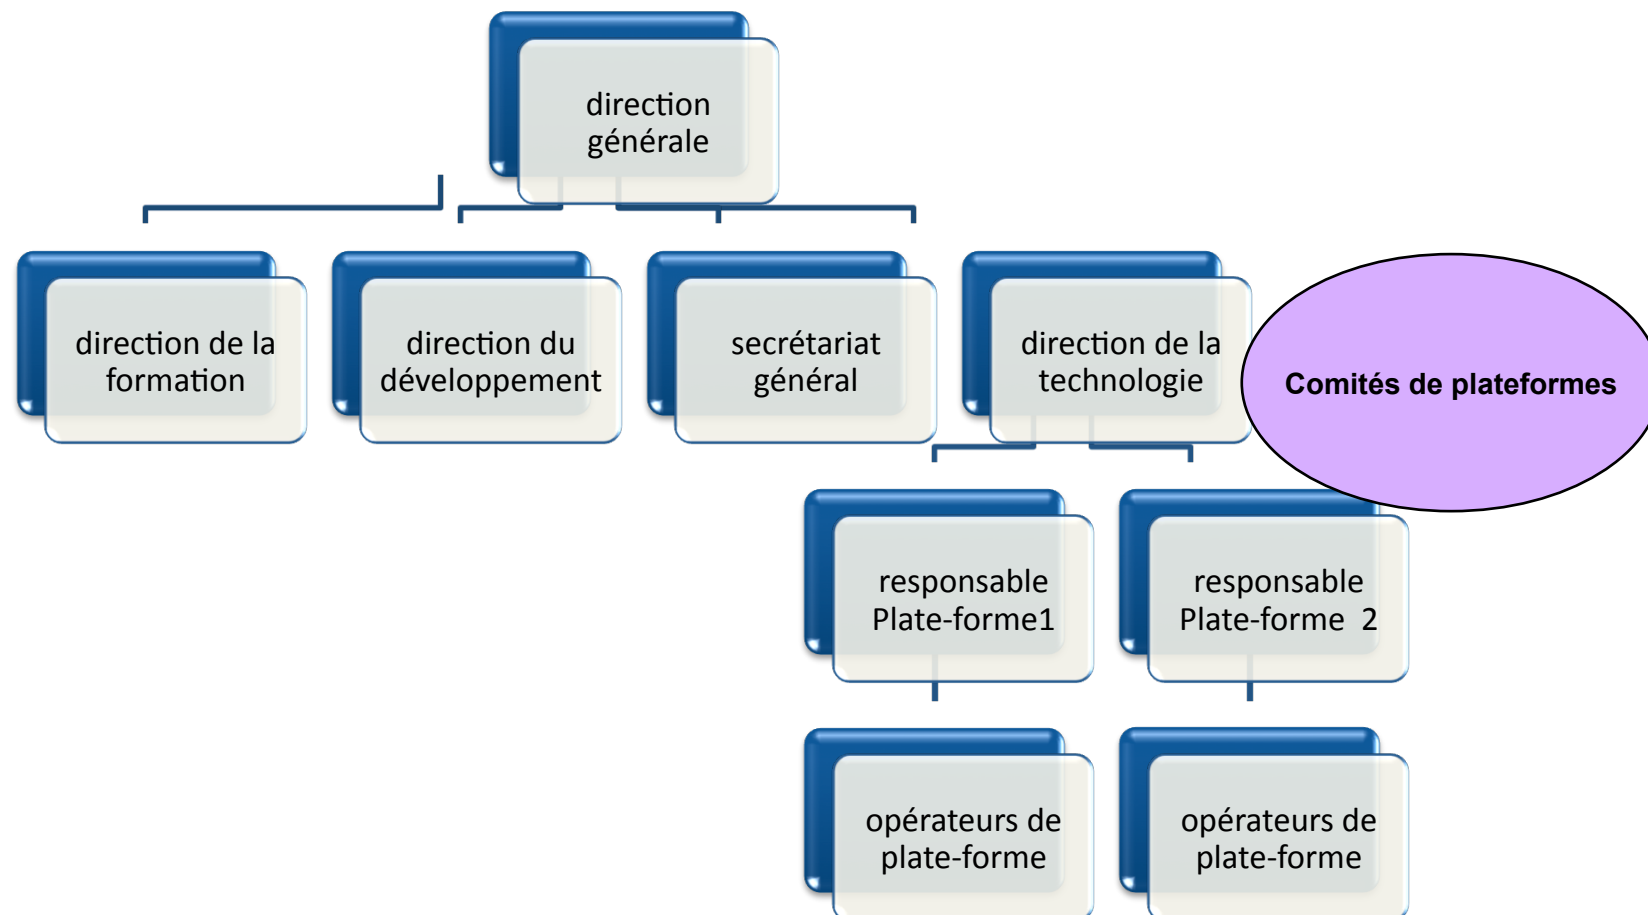 direction
générale
direction de la
formation
direction du
développement
secrétariat
général
direction de la
technologie
Comités de plateformes
responsable
Plate-forme1
responsable
Plate-forme  2
opérateurs de
plate-forme
opérateurs de
plate-forme